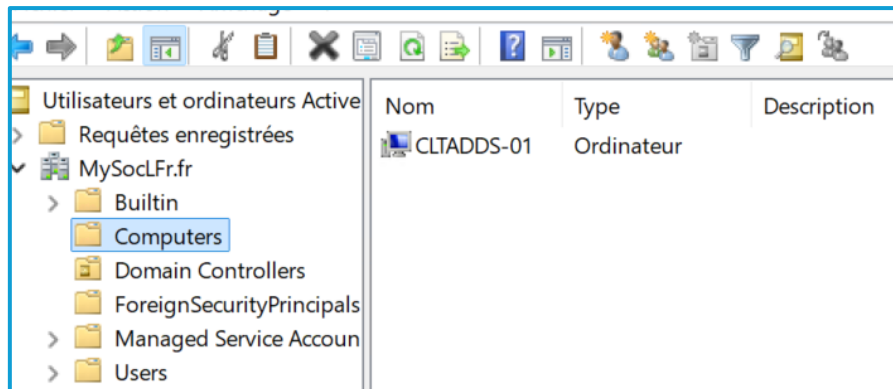 Utilisateurs et ordinateurs Active
Requêtes enregistrées
MySocLFr.fr
Builtin
Computers
Domain Controllers
ForeignSecurityPrincipals
Managed Service Accoun
Users
Nom Type Description
CLTADDS-01 Ordinateur